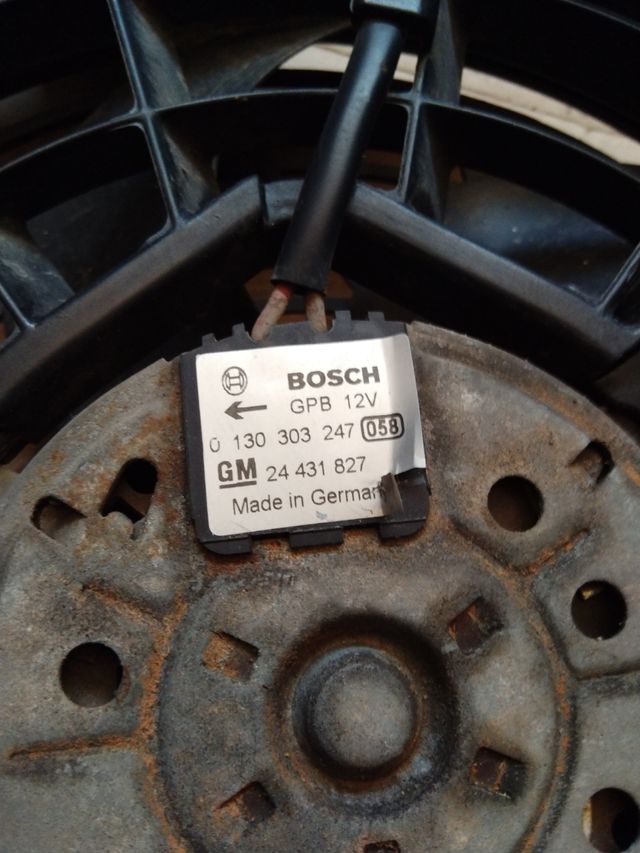 BOSCH
GPB 12V
0 130 303 247 058
GM 24 431 827
Made in German